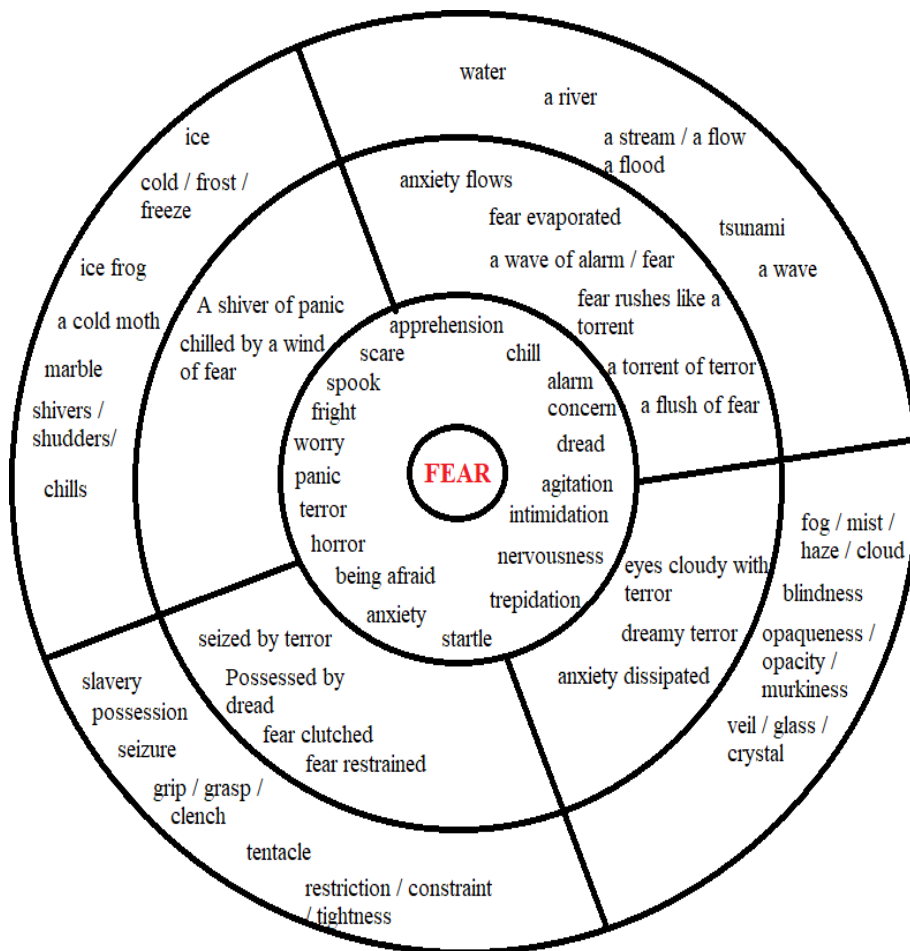 water
a river
a stream / a flow
a flood
tsunami
a wave
ice
cold / frost /
freeze
ice frog
a cold moth
marble
shivers /
shudders/
chills
anxiety flows
fear evaporated
a wave of alarm / fear
fear rushes like a
torrent
a torrent of terror
a flush of fear
A shiver of panic
chilled by a wind
of fear
apprehension
scare
chill
spook
alarm
fright
concern
worry
dread
panic
agitation
terror
intimidation
horror
nervousness
being afraid
trepidation
anxiety
startle
FEAR
fog / mist /
haze / cloud
blindness
opaqueness /
opacity /
murkiness
veil / glass /
crystal
eyes cloudy with
terror
dreamy terror
anxiety dissipated
seized by terror
Possessed by
dread
fear clutched
fear restrained
slavery
possession
seizure
grip / grasp /
clench
tentacle
restriction / constraint
/ tightness